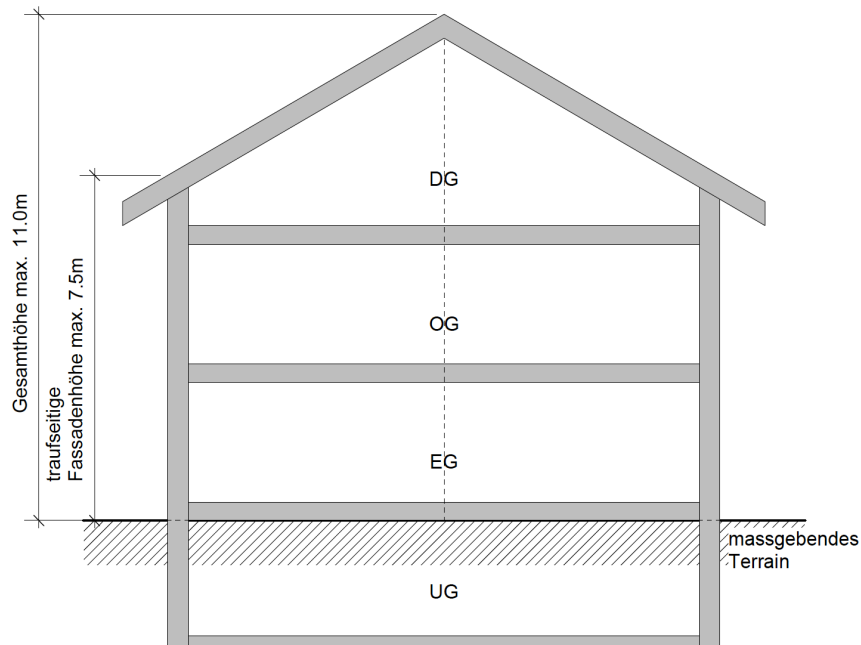 Gesamthöhe max. 11.0m
traufseitige
Fassadenhöhe max. 7.5m
DG
OG
EG
massgebendes
Terrain
UG